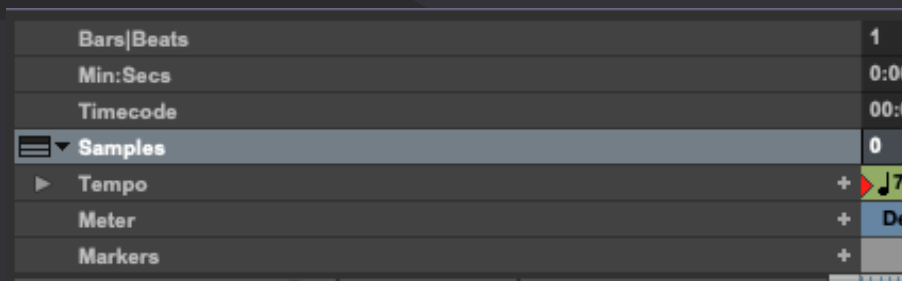 Bars|Beats 1
Min:Secs
Timecode
Samples 0
Tempo +
Meter +
Markers +